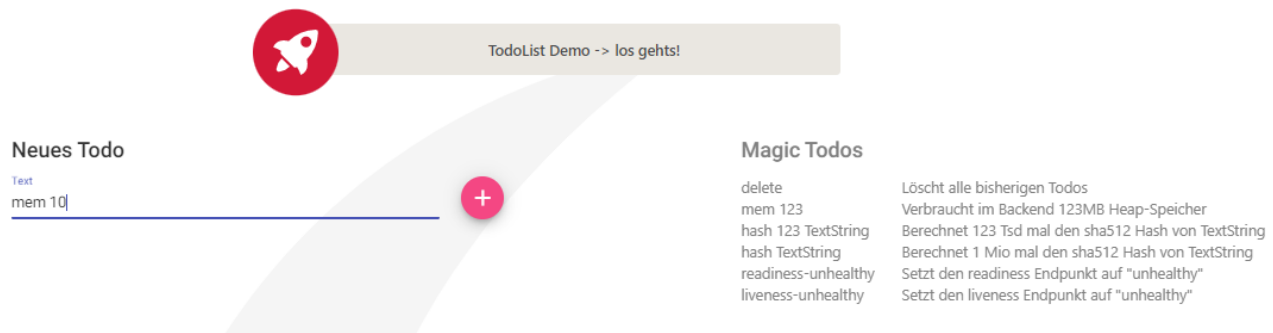 TodoList Demo -> los gehts!
Neues Todo
Text
mem 10
Magic Todos
delete Löscht alle bisherigen Todos
mem 123 Verbraucht im Backend 123MB Heap-Speicher
hash 123 TextString Berechnet 123 Tsd mal den sha512 Hash von TextString
hash TextString Berechnet 1 Mio mal den sha512 Hash von TextString
readiness-unhealthy Setzt den readiness Endpunkt auf "unhealthy"
liveness-unhealthy Setzt den liveness Endpunkt auf "unhealthy"